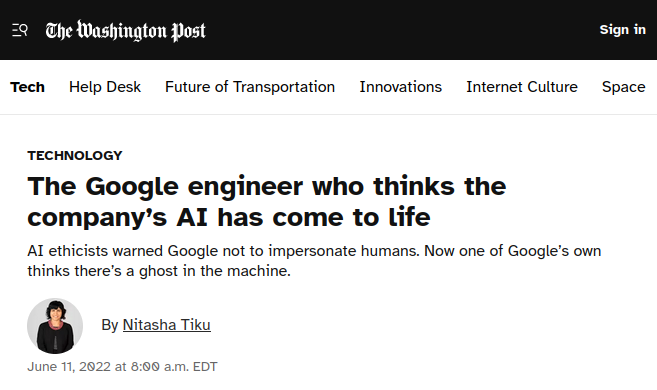 The Washington Post
Sign in
Tech Help Desk Future of Transportation Innovations Internet Culture Space
TECHNOLOGY
The Google engineer who thinks the
company’s AI has come to life
AI ethicists warned Google not to impersonate humans. Now one of Google’s own
thinks there’s a ghost in the machine.
By Nitasha Tiku
June 11, 2022 at 8:00 a.m. EDT